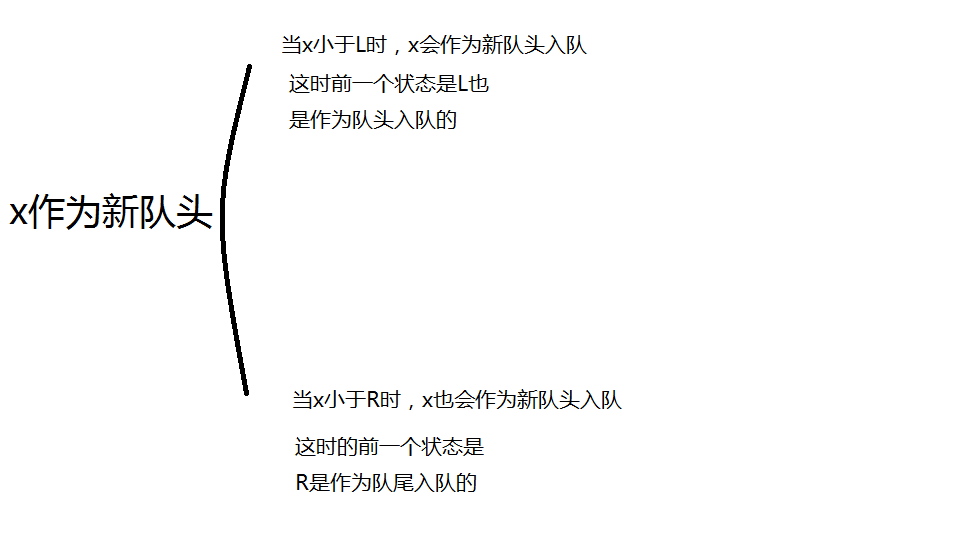 当x小于L时，x会作为新队头入队
这时前一个状态是L也
是作为队头入队的
x作为新队头
当x小于R时，x也会作为新队头入队
这时的前一个状态是
R是作为队尾入队的